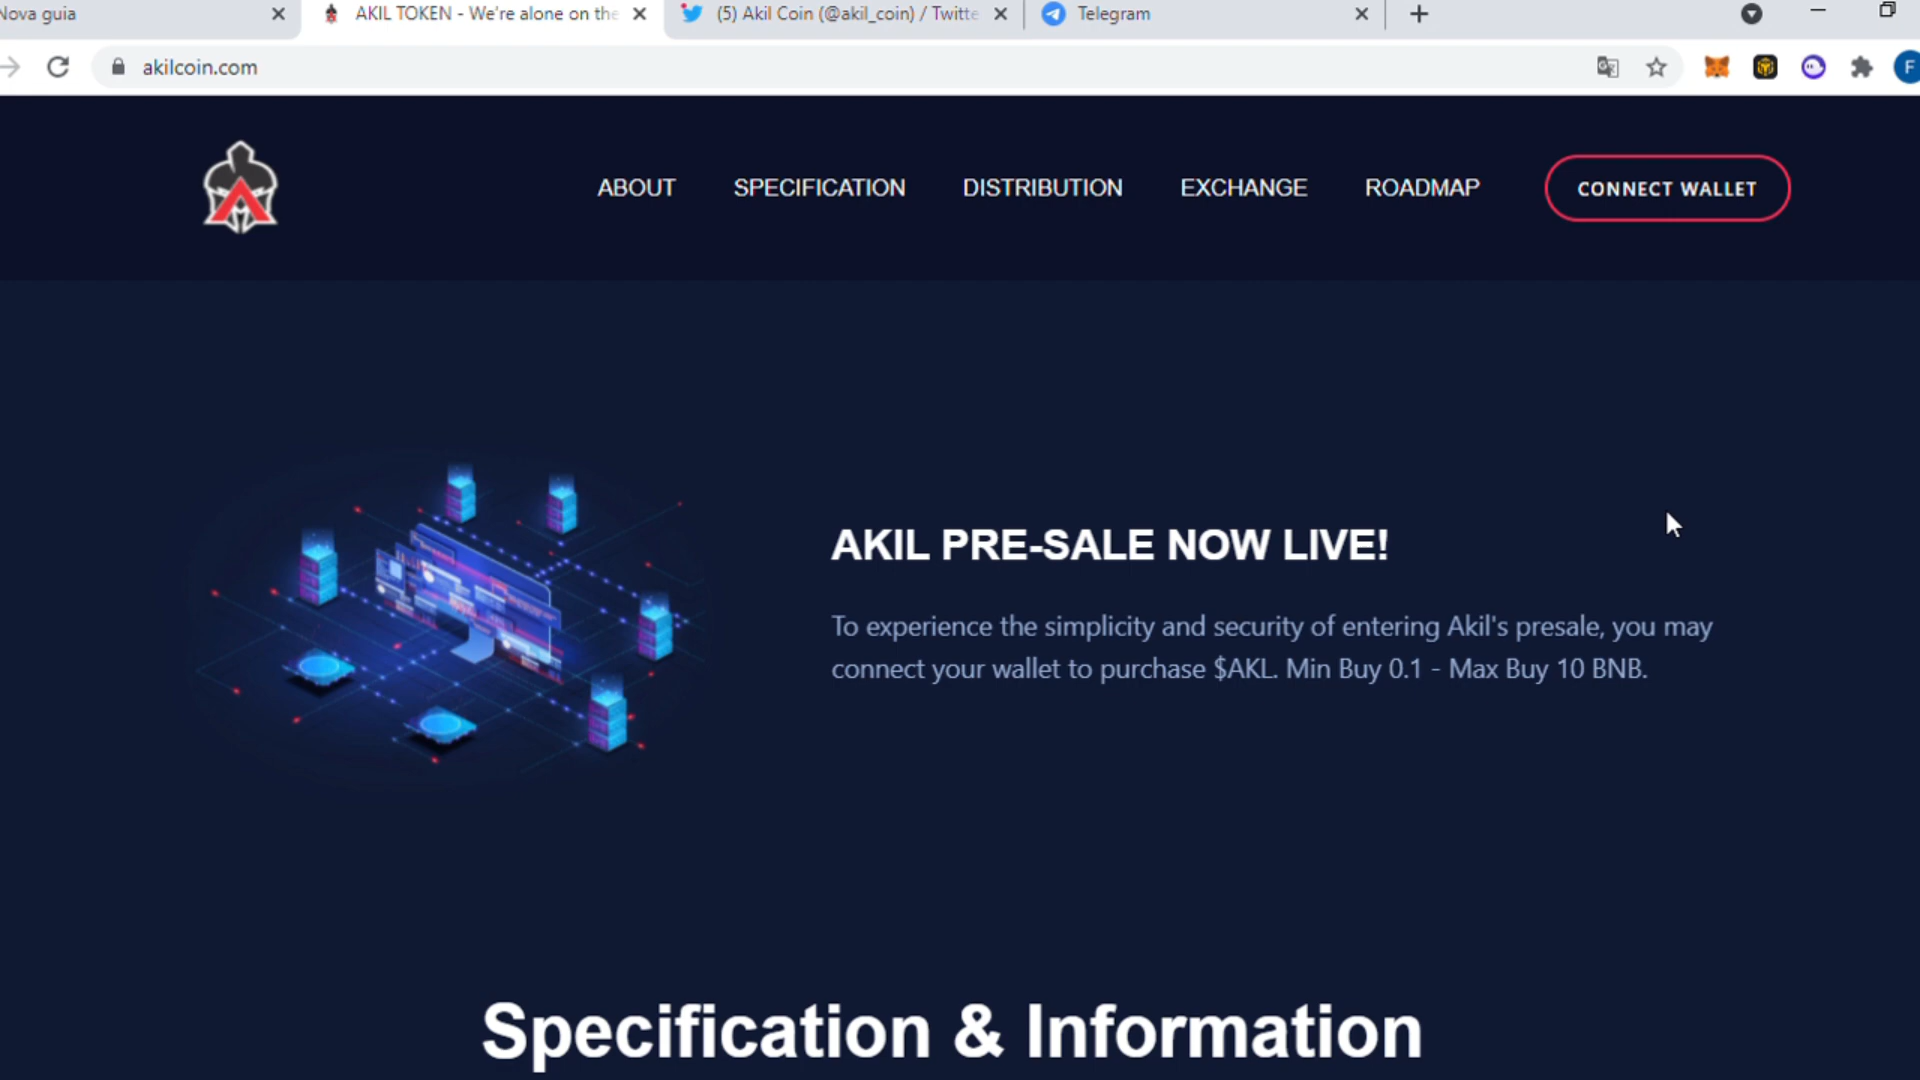 Nova guia
AKIL TOKEN - We're alone on the
(5) Akil Coin (@akil_coin) / Twitte
Telegram
akilcoin.com
F
ABOUT
SPECIFICATION
DISTRIBUTION
EXCHANGE
ROADMAP
CONNECT WALLET
AKIL PRE-SALE NOW LIVE!
To experience the simplicity and security of entering Akil's presale, you may
connect your wallet to purchase $AKL. Min Buy 0.1 - Max Buy 10 BNB.
Specification & Information